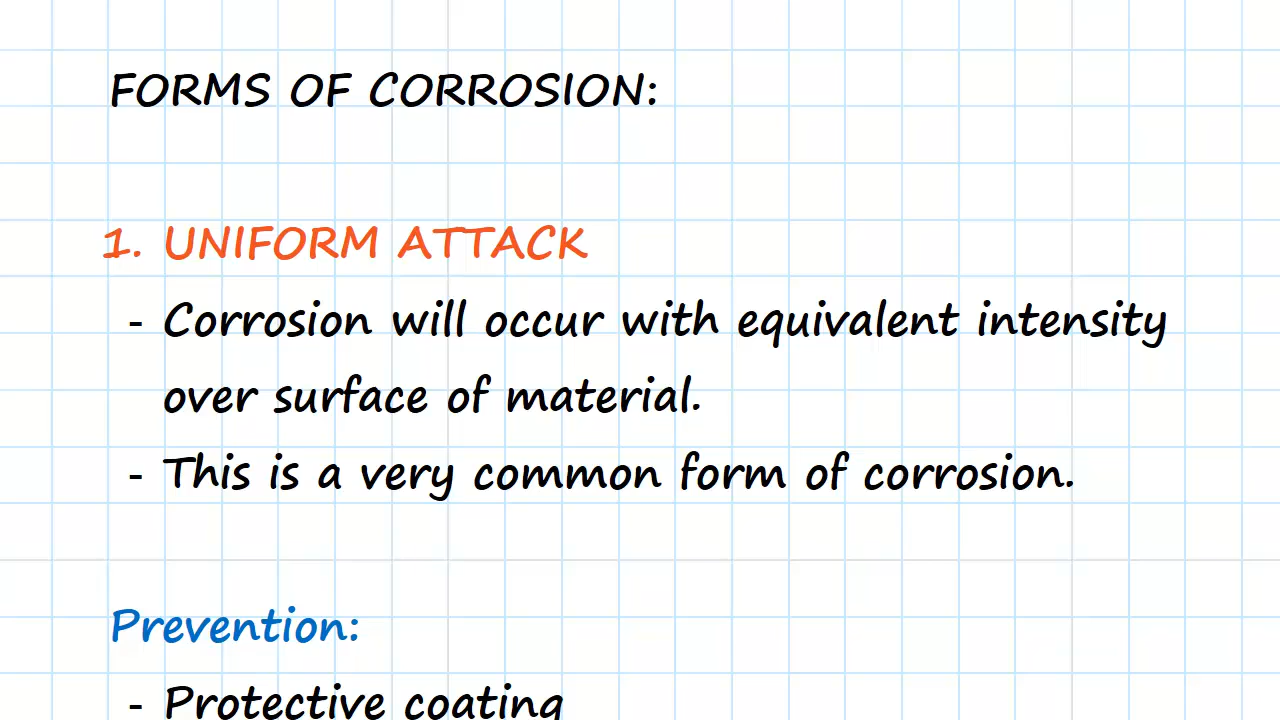 FORMS OF CORROSION:
1. UNIFORM ATTACK
- Corrosion will occur with equivalent intensity
over surface of material.
- This is a very common form of corrosion.
Prevention:
- Protective coating